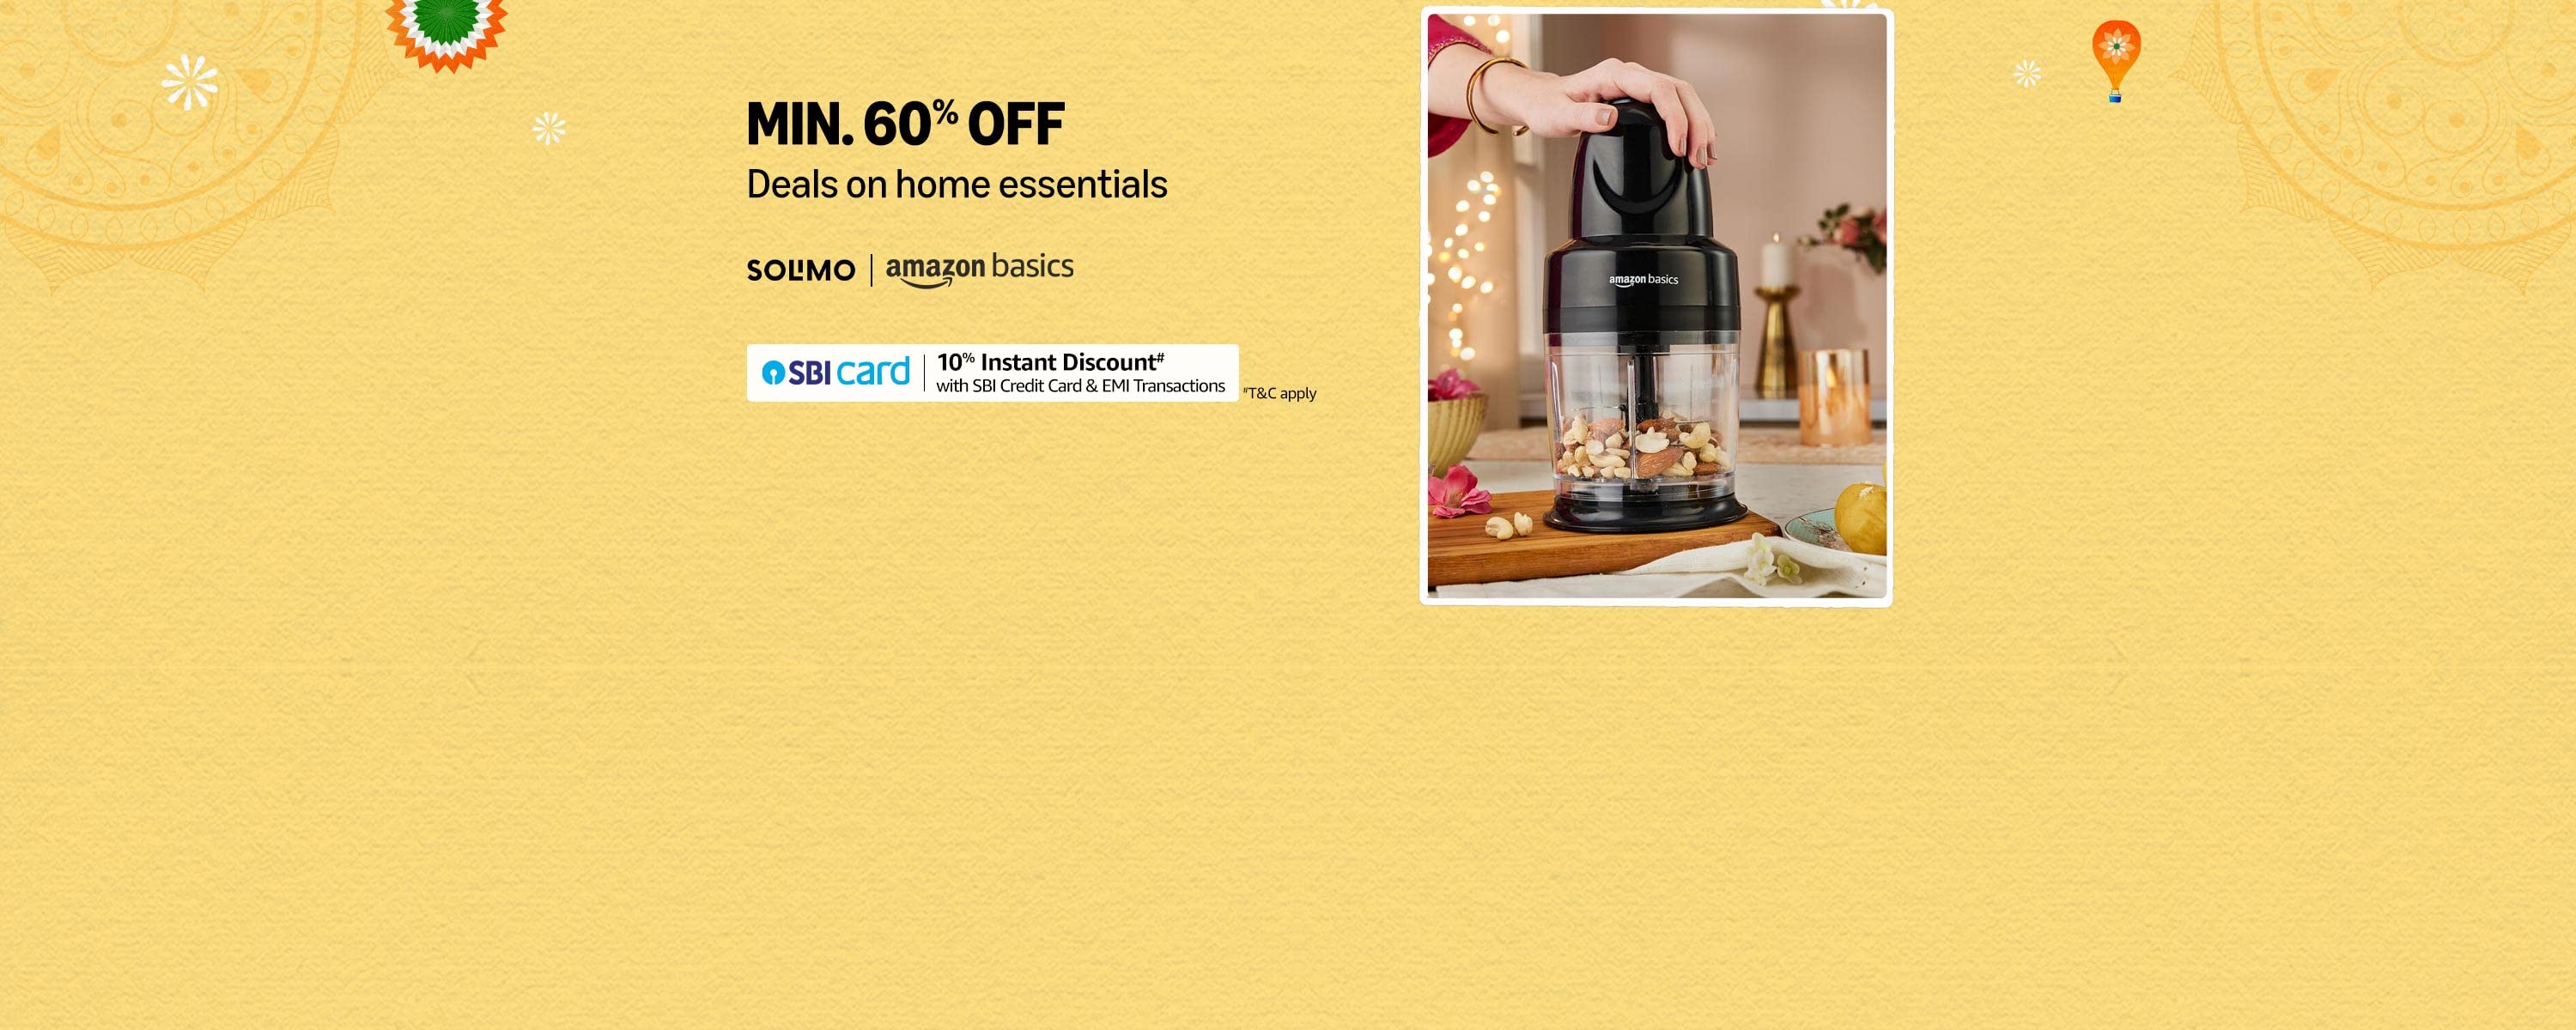 MIN. 60% OFF
Deals on home essentials
SOLIMO | amazon basics
SBI card | 10% Instant Discount#
with SBI Credit Card & EMI Transactions
#T&C apply
amazon basics